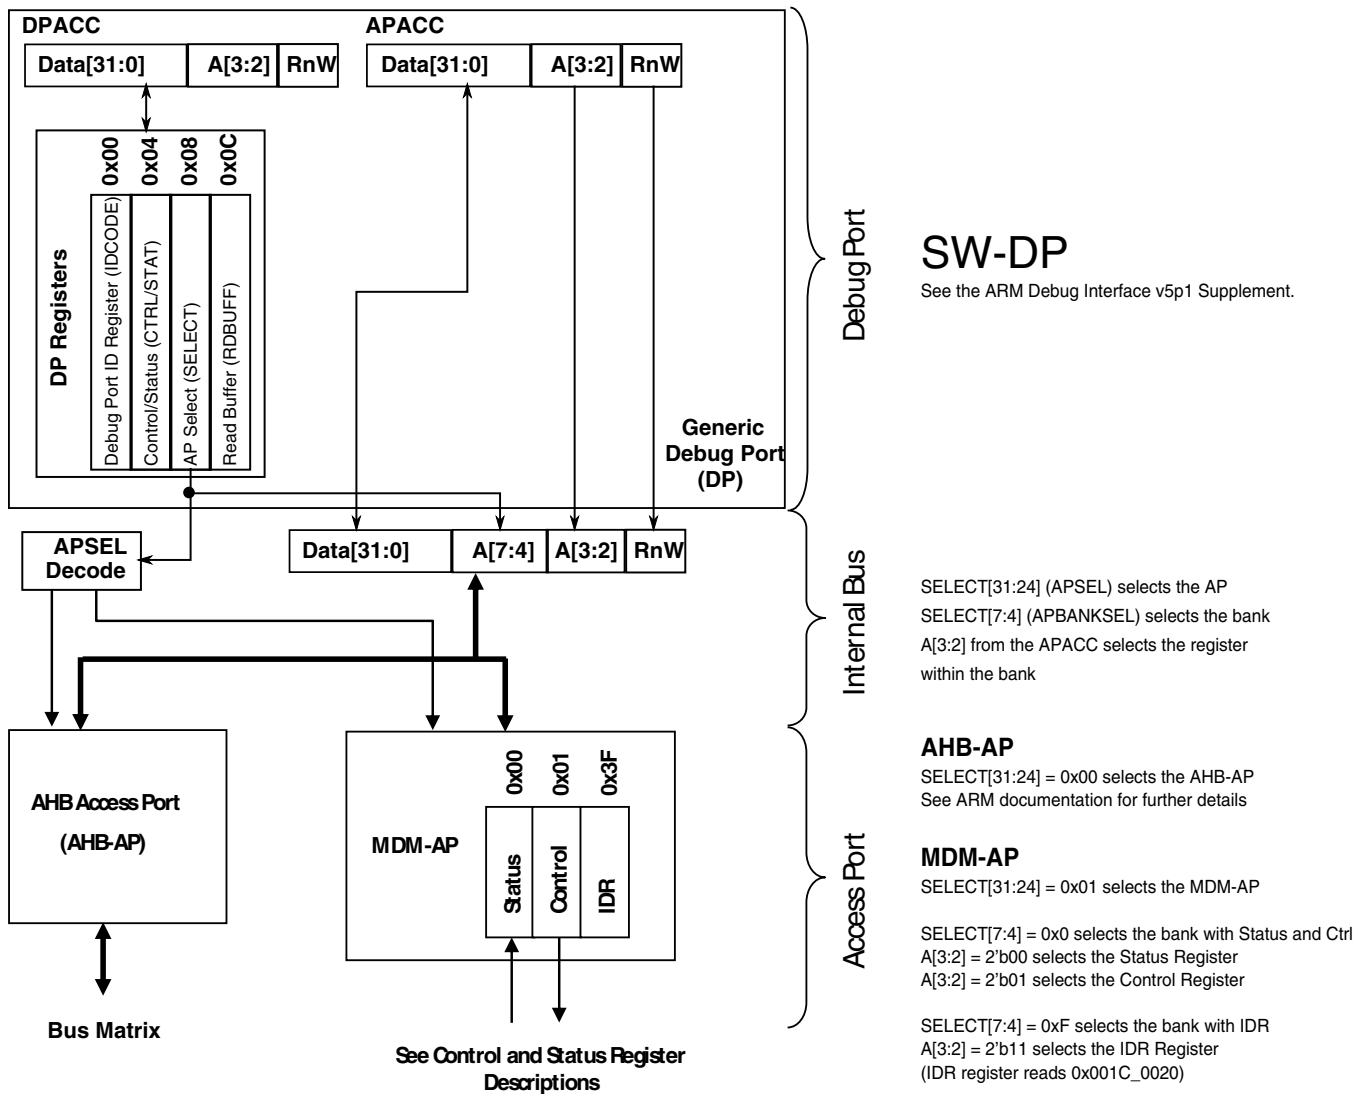 DPACC
APACC
Data[31:0] A[3:2] RnW
Data[31:0] A[3:2] RnW
0x00
0x04
0x08
0x0C
DP Registers
Debug Port ID Register (IDCODE)
Control/Status (CTRL/STAT)
AP Select (SELECT)
Read Buffer (RDBUFF)
Generic
Debug Port
(DP)
Debug Port
SW-DP
See the ARM Debug Interface v5p1 Supplement.
APSEL
Decode
Data[31:0] A[7:4] A[3:2] RnW
Internal Bus
SELECT[31:24] (APSEL) selects the AP
SELECT[7:4] (APBANKSEL) selects the bank
A[3:2] from the APACC selects the register
within the bank
AHB Access Port
(AHB-AP)
Bus Matrix
MDM-AP
0x00
0x01
0x3F
Status
Control
IDR
See Control and Status Register
Descriptions
Access Port
AHB-AP
SELECT[31:24] = 0x00 selects the AHB-AP
See ARM documentation for further details
MDM-AP
SELECT[31:24] = 0x01 selects the MDM-AP
SELECT[7:4] = 0x0 selects the bank with Status and Ctrl
A[3:2] = 2'b00 selects the Status Register
A[3:2] = 2'b01 selects the Control Register
SELECT[7:4] = 0xF selects the bank with IDR
A[3:2] = 2'b11 selects the IDR Register
(IDR register reads 0x001C_0020)